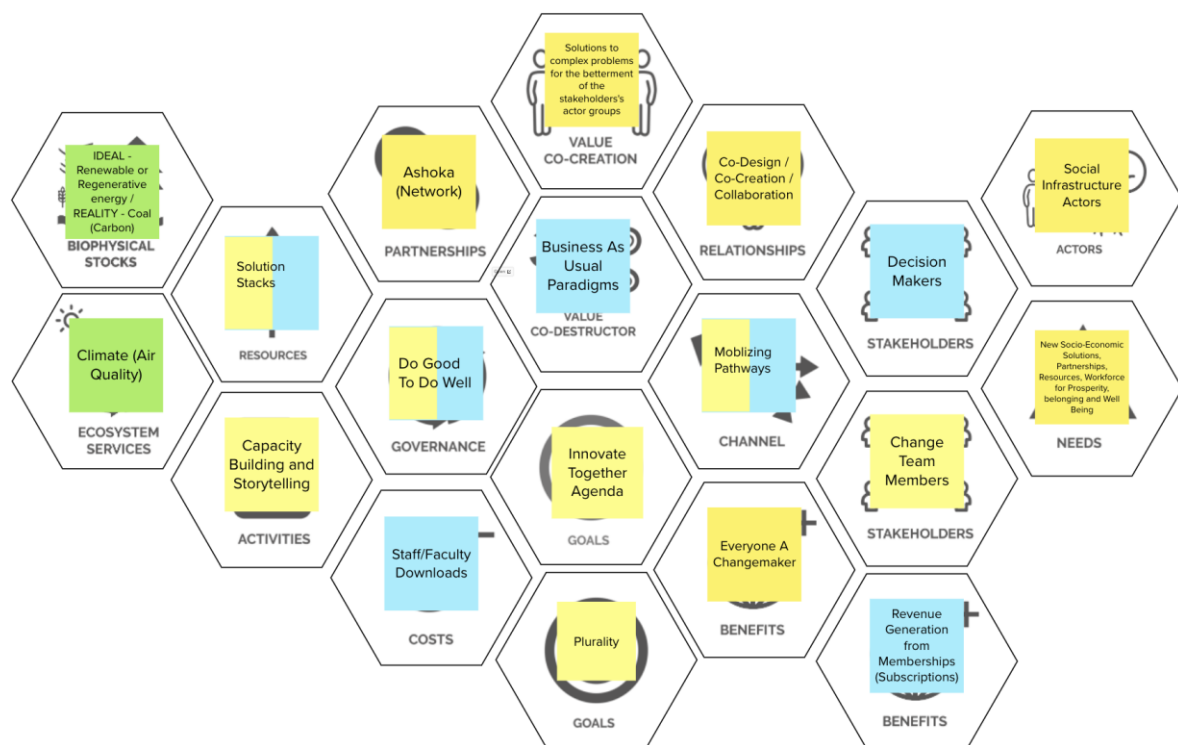 Solutions to
complex problems
for the betterment
of the
stakeholders's
actor groups
VALUE
CO-CREATION
IDEAL -
Renewable or
Regenerative
energy /
REALITY - Coal
(Carbon)
BIOPHYSICAL
STOCKS
Ashoka
(Network)
PARTNERSHIPS
Co-Design /
Co-Creation /
Collaboration
RELATIONSHIPS
Social
Infrastructure
Actors
ACTORS
Solution
Stacks
RESOURCES
Business As
Usual
Paradigms
VALUE
CO-DESTRUCTOR
Decision
Makers
STAKEHOLDERS
Climate (Air
Quality)
ECOSYSTEM
SERVICES
Do Good
To Do Well
GOVERNANCE
Moblizing
Pathways
CHANNEL
New Socio-Economic
Solutions,
Partnerships,
Resources, Workforce
for Prosperity,
belonging and Well
Being
NEEDS
Capacity
Building and
Storytelling
ACTIVITIES
Innovate
Together
Agenda
GOALS
Change
Team
Members
STAKEHOLDERS
Staff/Faculty
Downloads
COSTS
Everyone A
Changemaker
BENEFITS
Plurality
GOALS
Revenue
Generation
from
Memberships
(Subscriptions)
BENEFITS